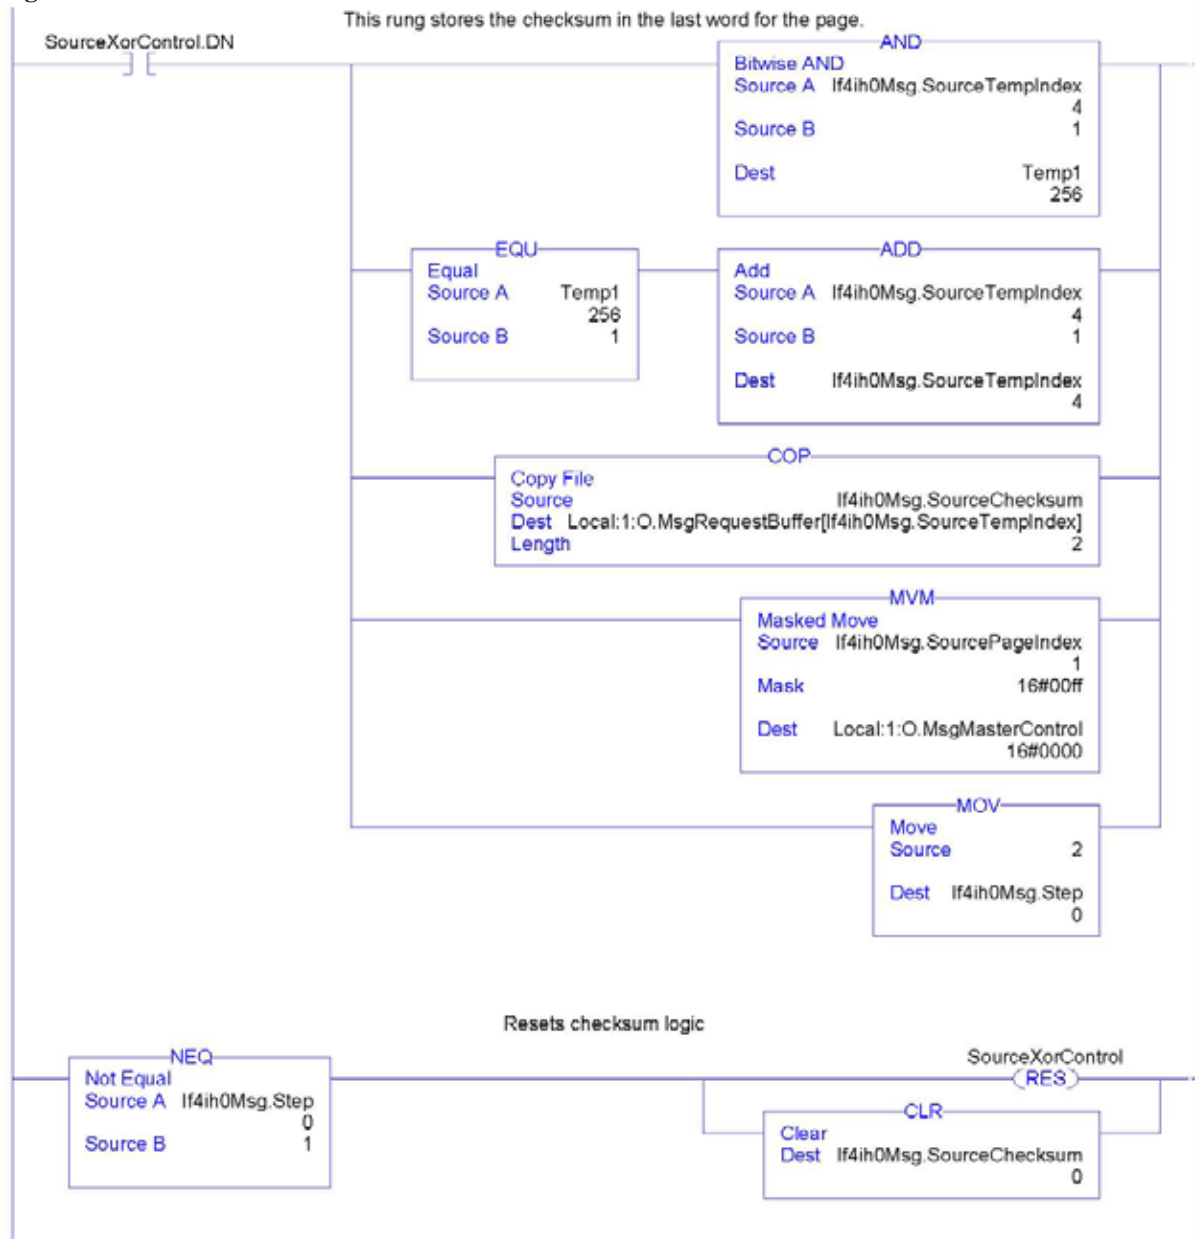 This rung stores the checksum in the last word for the page.
SourceXorControl.DN
AND
Bitwise AND
Source A If4ih0Msg.SourceTempIndex
4
Source B 1
Dest Temp1
256
EQU
Equal
Source A Temp1
256
Source B 1
ADD
Add
Source A If4ih0Msg.SourceTempIndex
4
Source B 1
Dest If4ih0Msg.SourceTempIndex
4
COP
Copy File
Source If4ih0Msg.SourceChecksum
Dest Local:1:O.MsgRequestBuffer[If4ih0Msg.SourceTempIndex]
Length 2
MVM
Masked Move
Source If4ih0Msg.SourcePageIndex
1
Mask 16#00ff
Dest Local:1:O.MsgMasterControl
16#0000
MOV
Move
Source 2
Dest If4ih0Msg.Step
0
Resets checksum logic
NEQ
Not Equal
Source A If4ih0Msg.Step
0
Source B 1
SourceXorControl
RES
CLR
Clear
Dest If4ih0Msg.SourceChecksum
0